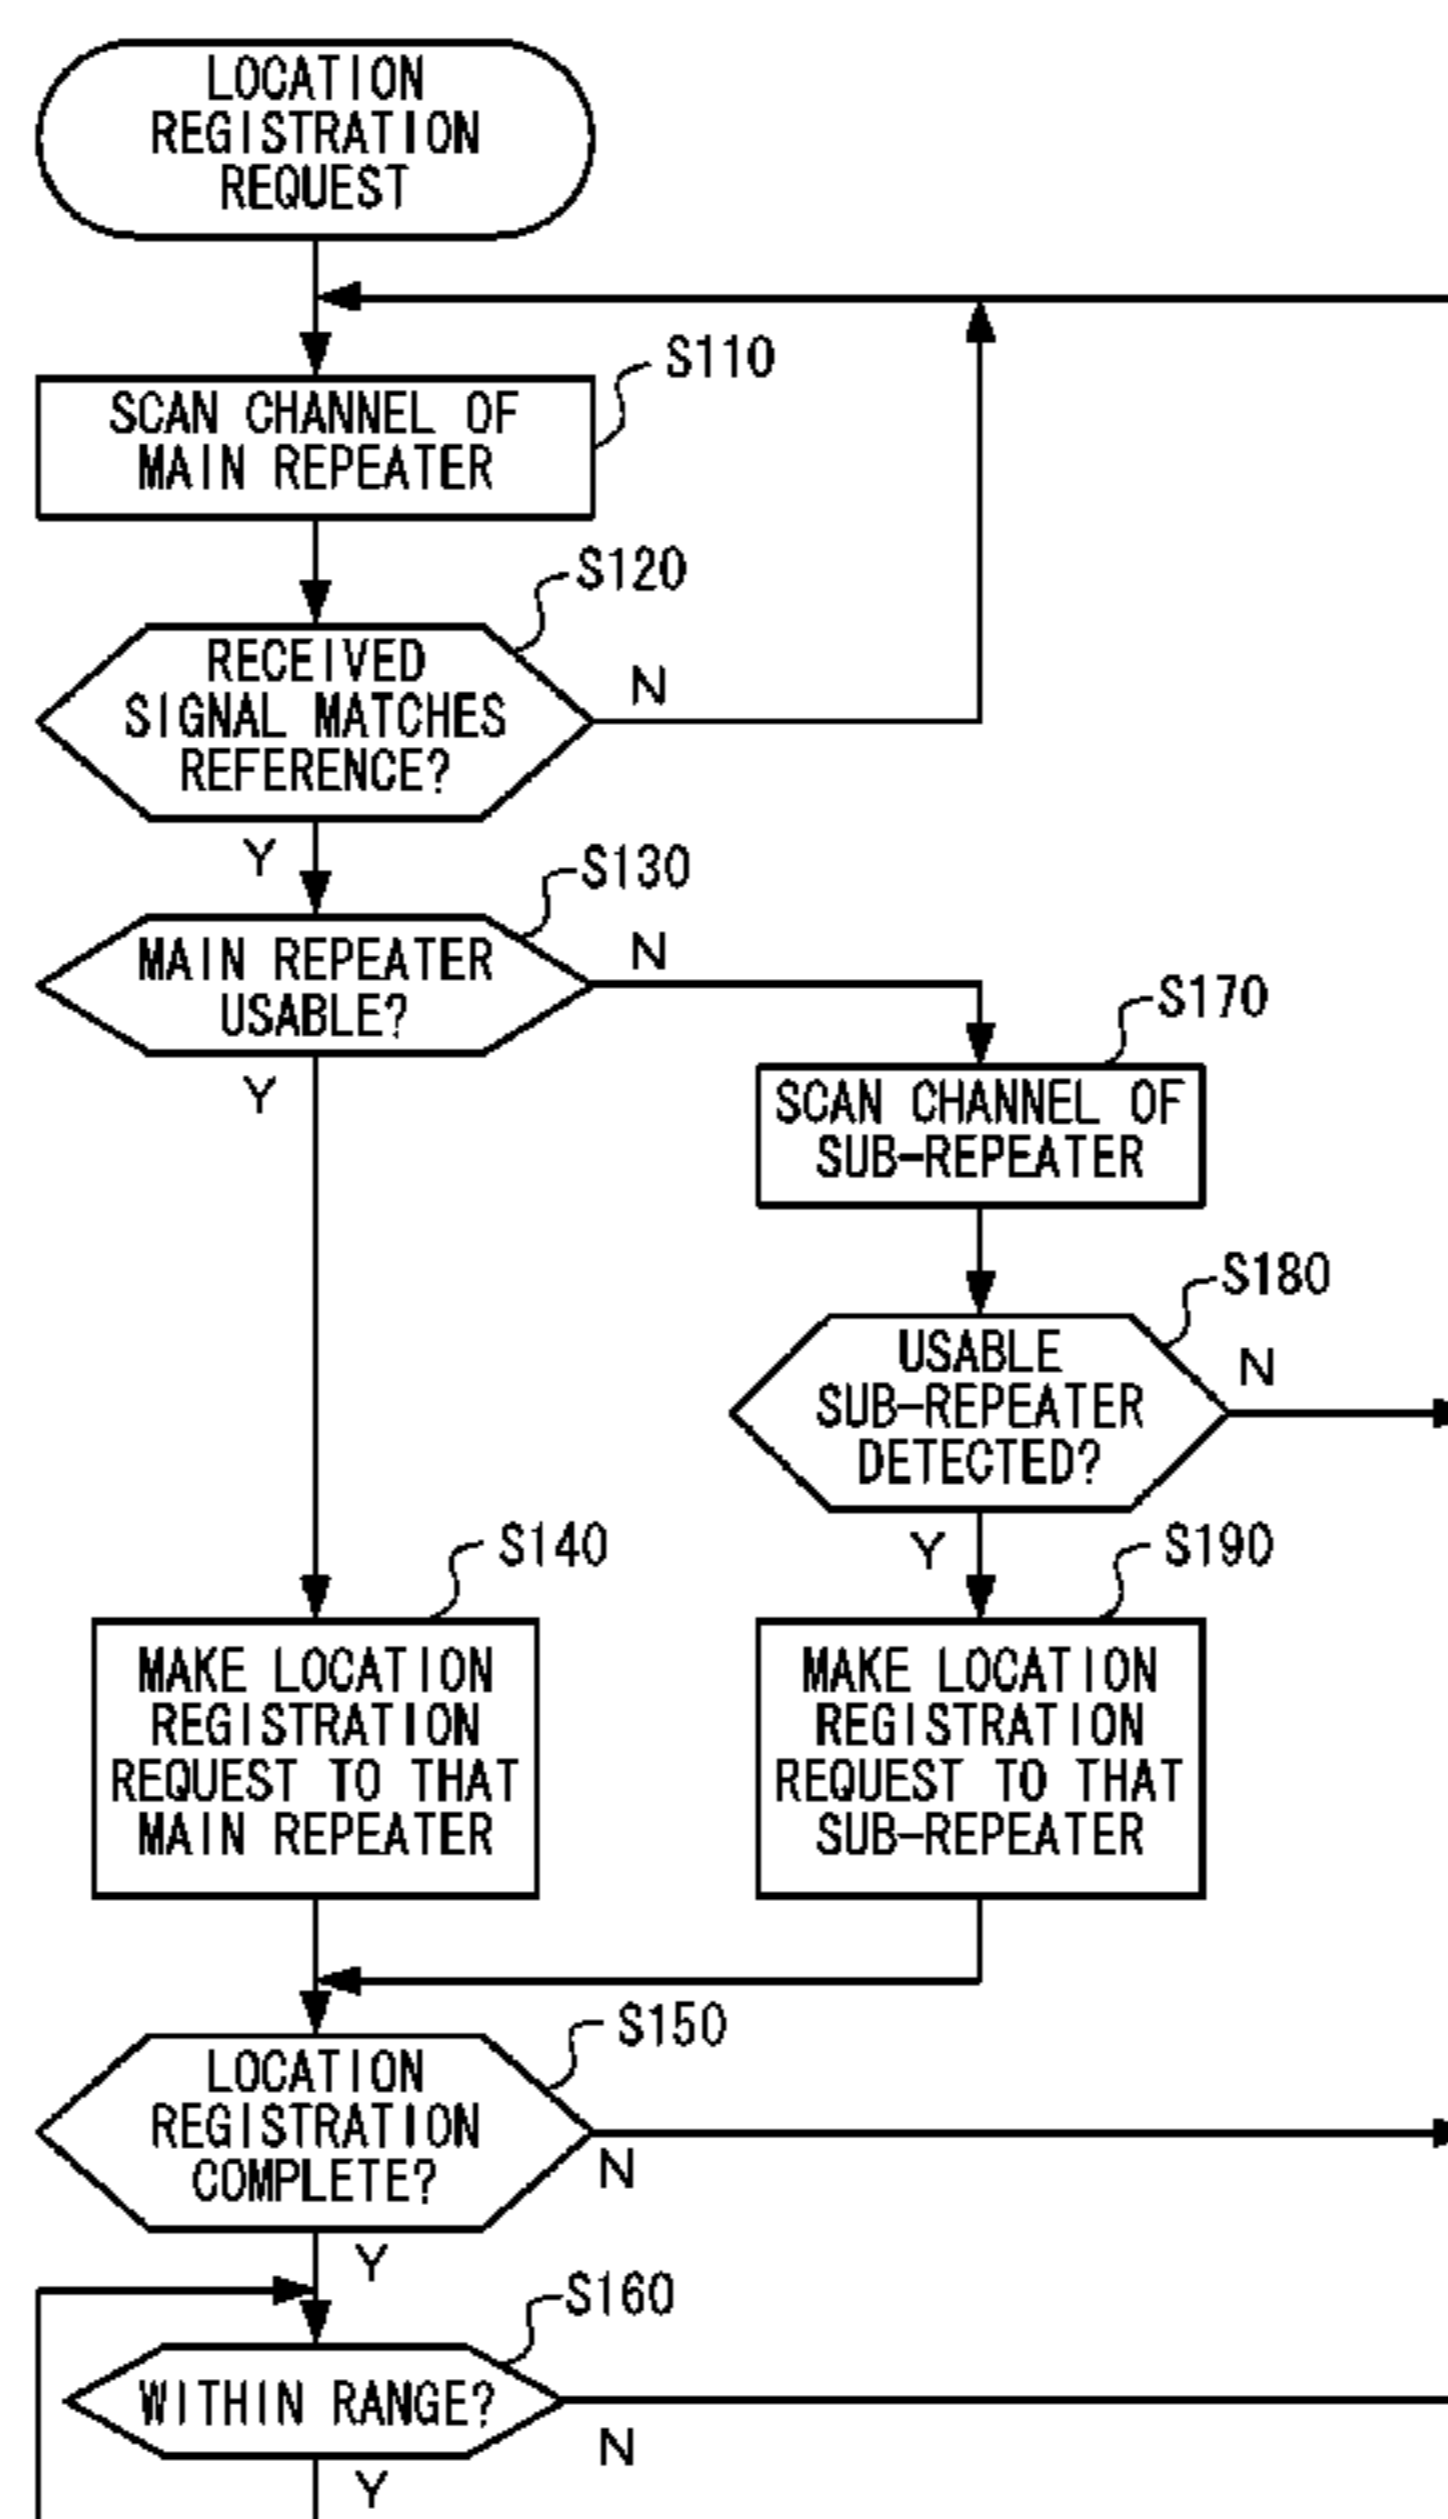 LOCATION
REGISTRATION
REQUEST
S110
SCAN CHANNEL OF
MAIN REPEATER
S120
RECEIVED
SIGNAL MATCHES
REFERENCE?
N
Y
S130
MAIN REPEATER
USABLE?
N
Y
S170
SCAN CHANNEL OF
SUB-REPEATER
S180
USABLE
SUB-REPEATER
DETECTED?
N
Y
S140
MAKE LOCATION
REGISTRATION
REQUEST TO THAT
MAIN REPEATER
S190
MAKE LOCATION
REGISTRATION
REQUEST TO THAT
SUB-REPEATER
S150
LOCATION
REGISTRATION
COMPLETE?
N
Y
S160
WITHIN RANGE?
N
Y